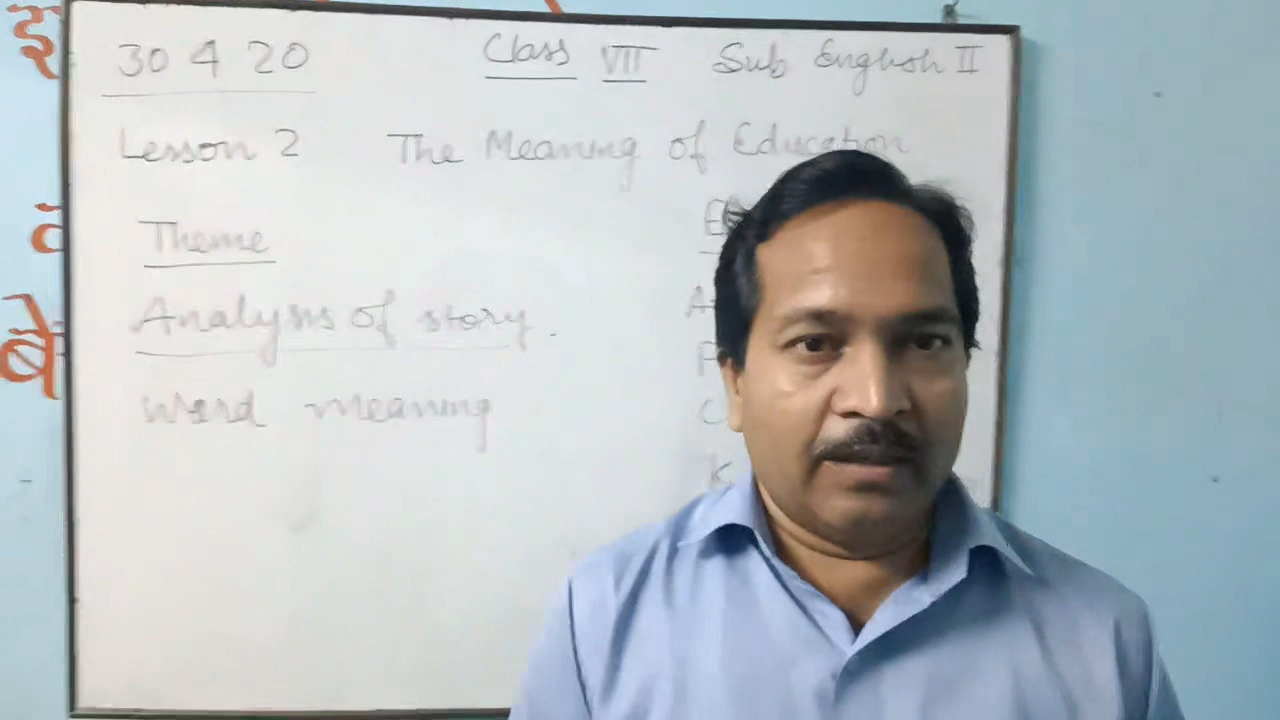 30 4 20 Class VII Sub English II
Lesson 2 The Meaning of Education
Theme
Analysis of story.
Word meaning